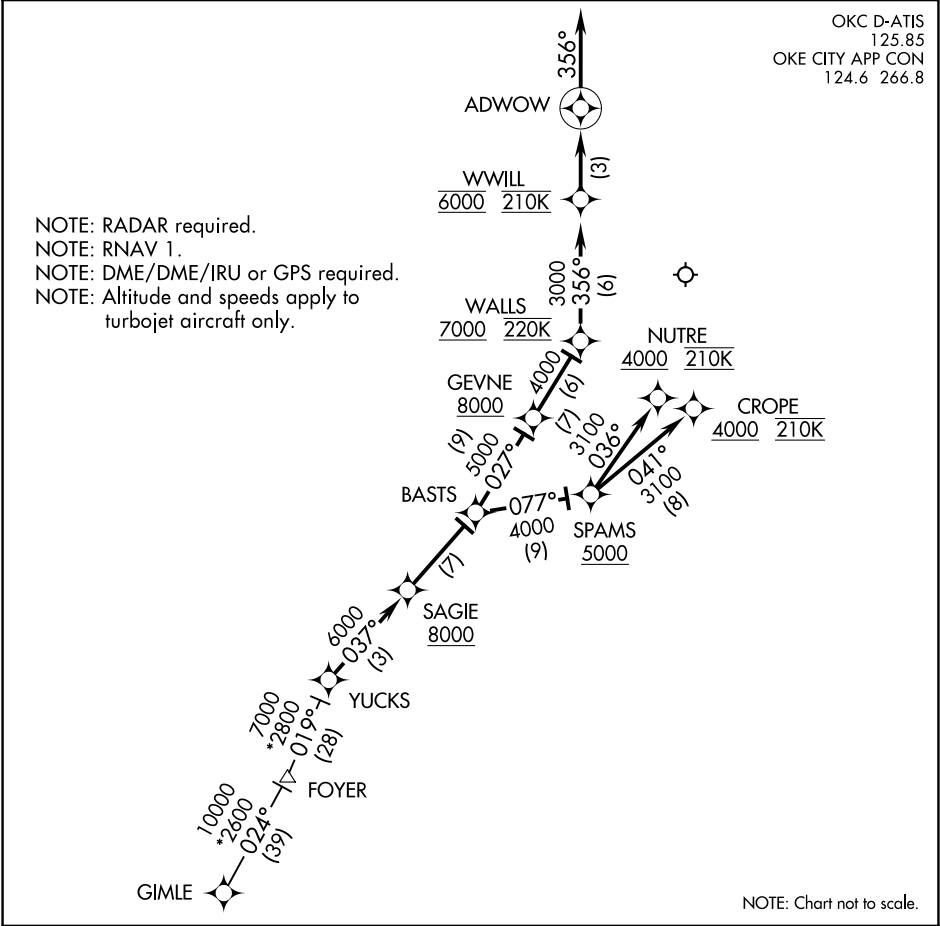 OKC D-ATIS
125.85
OKE CITY APP CON
124.6 266.8
356°
ADWOW
(3)
WWILL
6000 210K
NOTE: RADAR required.
NOTE: RNAV 1.
NOTE: DME/DME/IRU or GPS required.
NOTE: Altitude and speeds apply to
turbojet aircraft only.
3000
356°
(6)
WALLS
7000 220K
NUTRE
4000 210K
4000
(6)
GEVNE
8000
CROPE
4000 210K
(7)
3100
036°
(9)
5000
027°
041°
3100
(8)
BASTS
077°
4000
(9)
SPAMS
5000
(7)
SAGIE
8000
6000
037°
(3)
YUCKS
7000
*2800
019°
(28)
FOYER
10000
*2600
024°
(39)
GIMLE
NOTE: Chart not to scale.